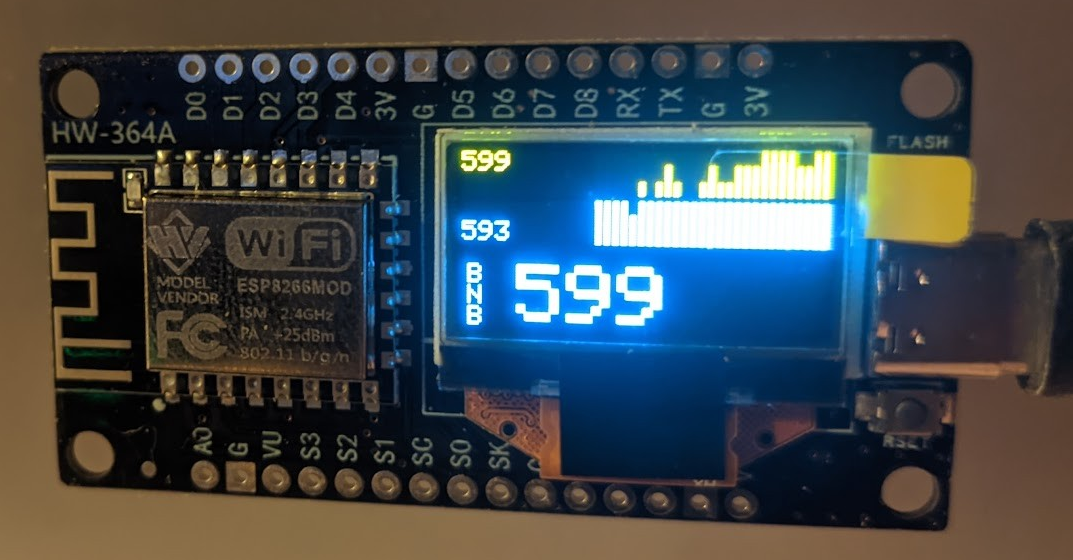 D0 D1 D2 D3 D4 3V G D5 D6 D7 D8 RX TX G 3V
HW-364A
FLASH
599
593
BNB
599
WiFi
MODEL
VENDOR
ESP8266MOD
ISM 2.4GHz
PA +25dBm
802.11 b/g/n
FC
RSET
A0 G VU S3 S2 S1 SC SO SK